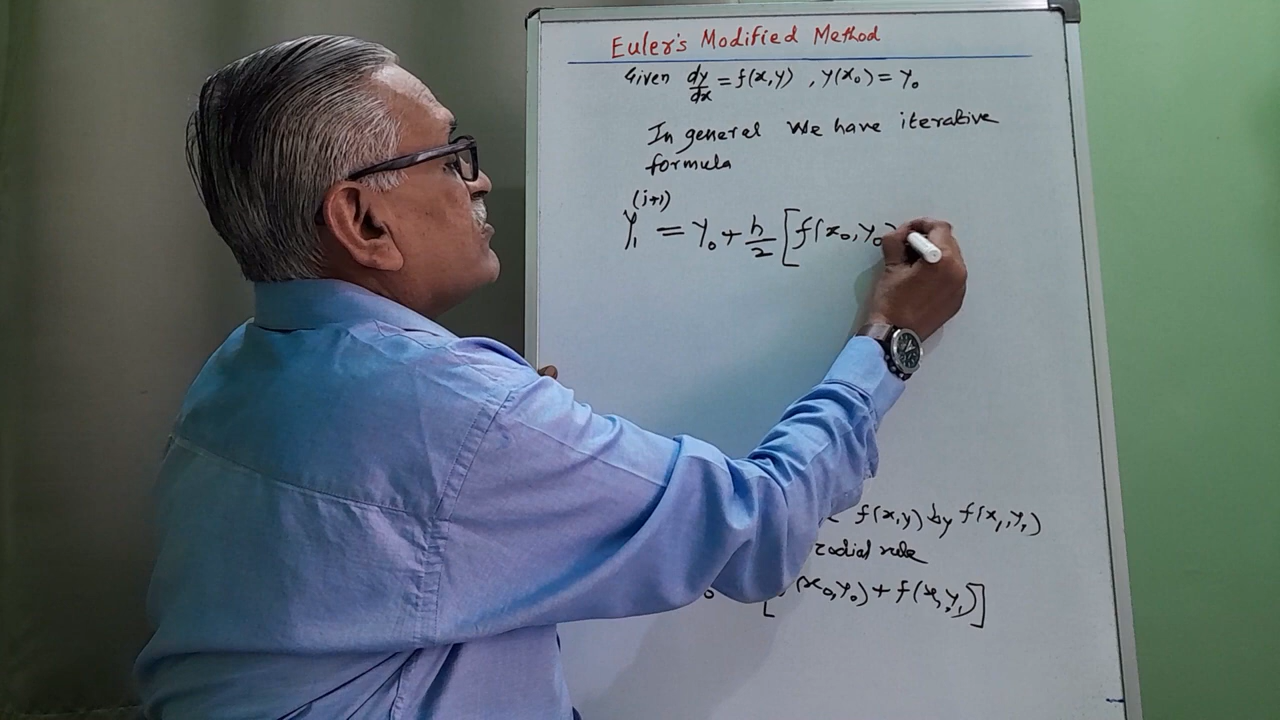 Euler's Modified Method
Given dy/dx = f(x,y) , y(x₀) = y₀
In general We have iterative
formula
y₁⁽ⁱ⁺¹⁾ = y₀ + h/2 [f(x₀,y₀)
f(x,y) by f(x₁,y₁)
rule
(x₀,y₀) + f(x₁,y₁)]